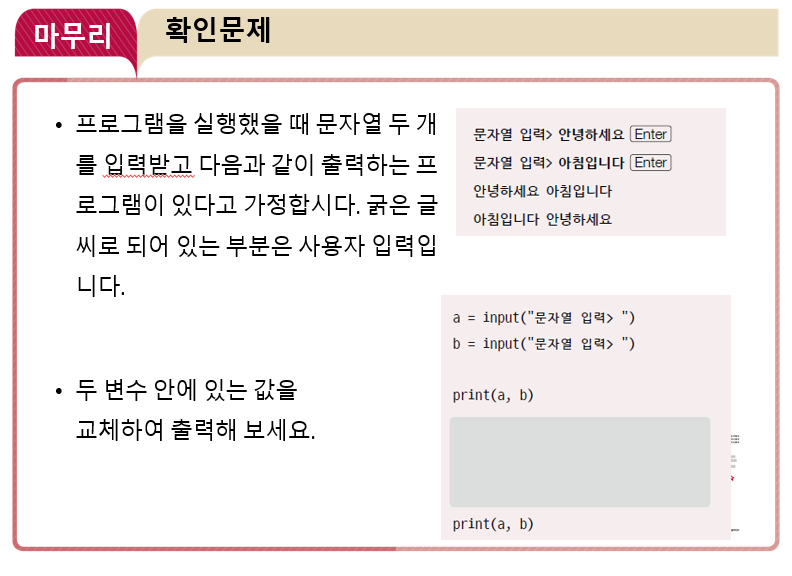 마무리
확인문제
• 프로그램을 실행했을 때 문자열 두 개
를 입력받고 다음과 같이 출력하는 프
로그램이 있다고 가정합시다. 굵은 글
씨로 되어 있는 부분은 사용자 입력입
니다.
문자열 입력> 안녕하세요 Enter
문자열 입력> 아침입니다 Enter
안녕하세요 아침입니다
아침입니다 안녕하세요
• 두 변수 안에 있는 값을
교체하여 출력해 보세요.
a = input("문자열 입력> ")
b = input("문자열 입력> ")
print(a, b)
print(a, b)